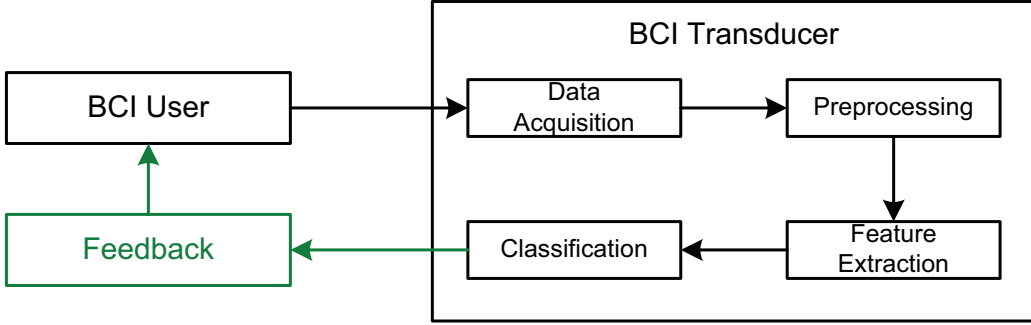 BCI Transducer
BCI User
Data
Acquisition
Preprocessing
Feedback
Classification
Feature
Extraction